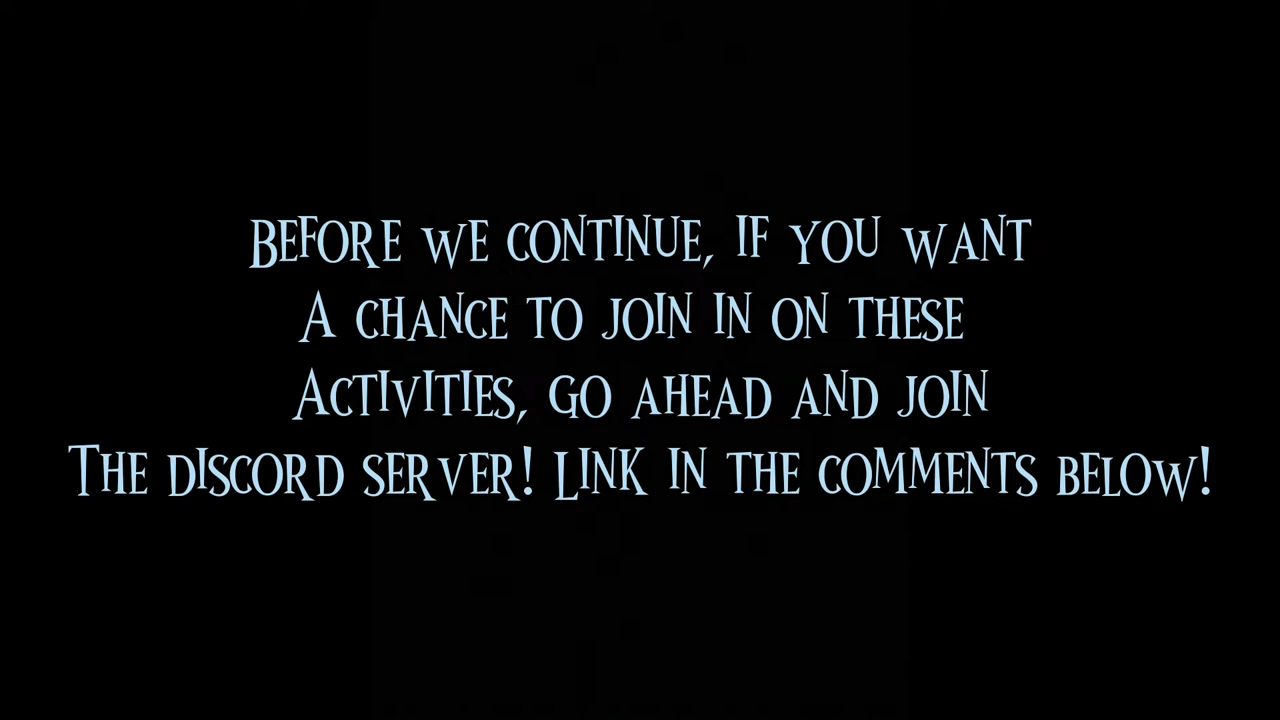 Before we continue, if you want
A chance to join in on these
Activities, go ahead and join
The discord server! Link in the comments below!